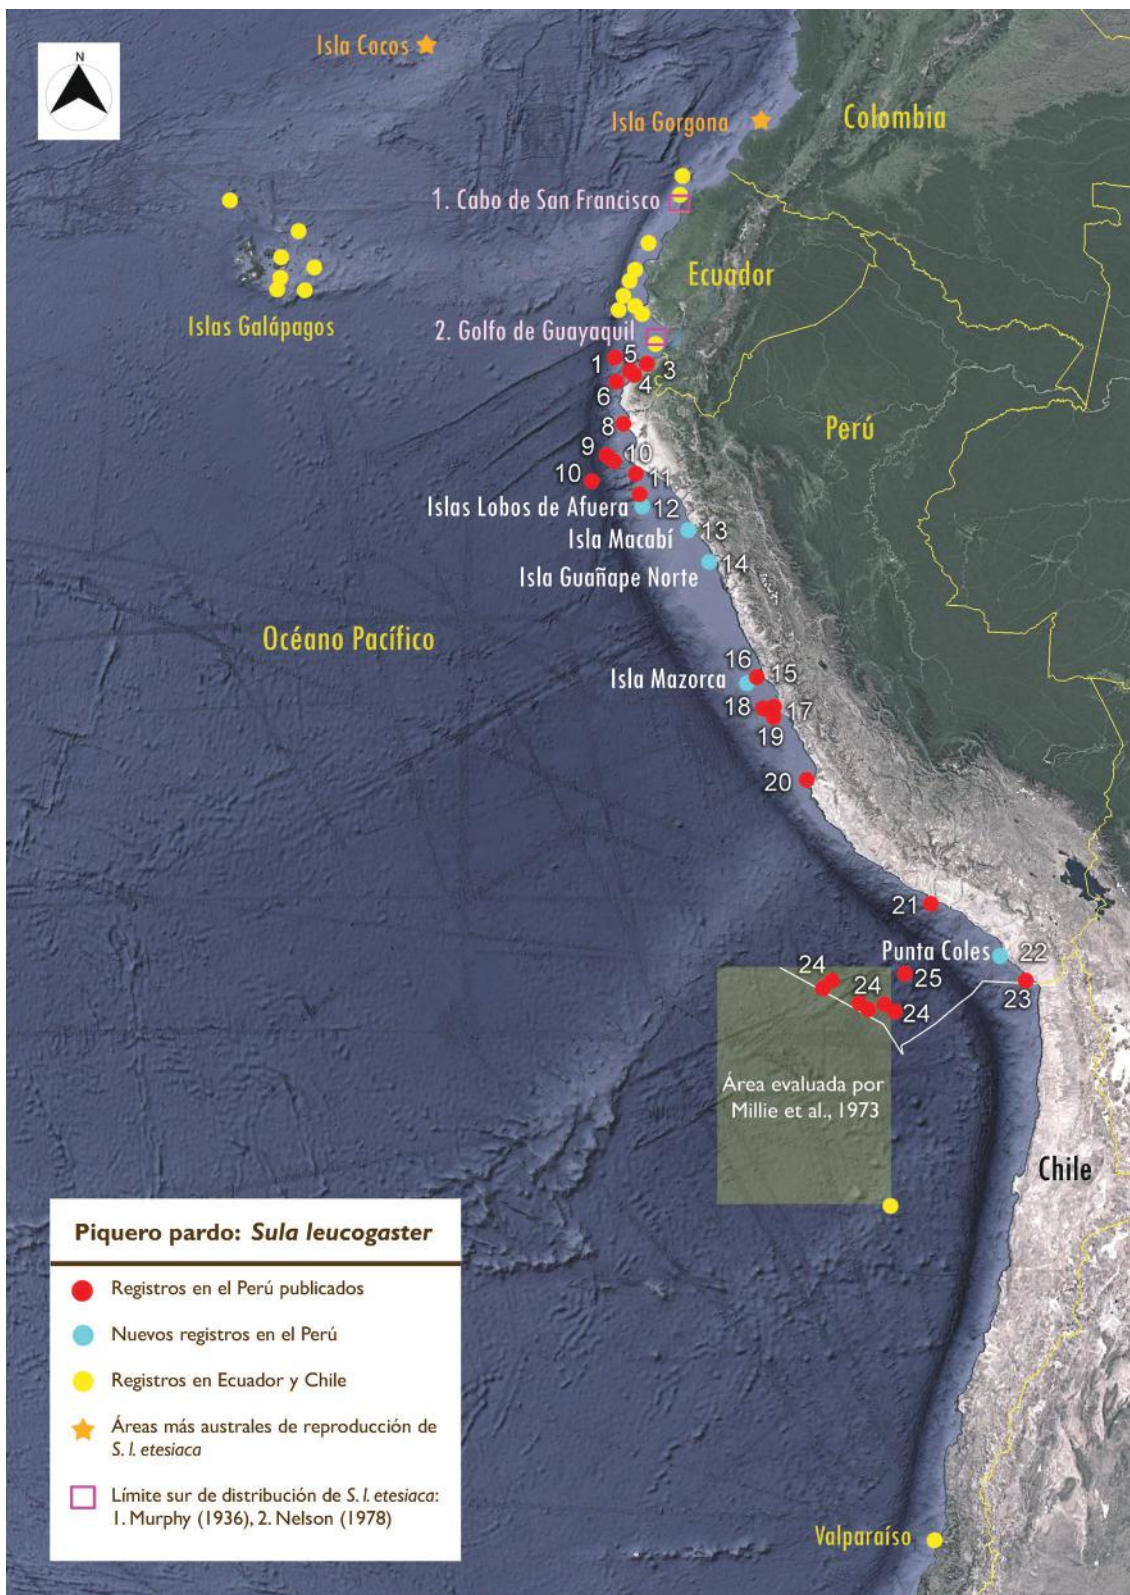 Isla Cocos
N
Isla Gorgona
Colombia
1. Cabo de San Francisco
Ecuador
Islas Galápagos
2. Golfo de Guayaquil
1
5
3
4
6
8
Perú
9
10
10
11
Islas Lobos de Afuera
12
13
Isla Macabí
14
Isla Guañape Norte
Océano Pacífico
16
15
Isla Mazorca
18
17
19
20
21
Punta Coles
22
24
25
23
24
24
Área evaluada por
Millie et al., 1973
Chile
Piquero pardo: Sula leucogaster
Registros en el Perú publicados
Nuevos registros en el Perú
Registros en Ecuador y Chile
Áreas más australes de reproducción de
S. l. etesiaca
Límite sur de distribución de S. l. etesiaca:
1. Murphy (1936), 2. Nelson (1978)
Valparaíso